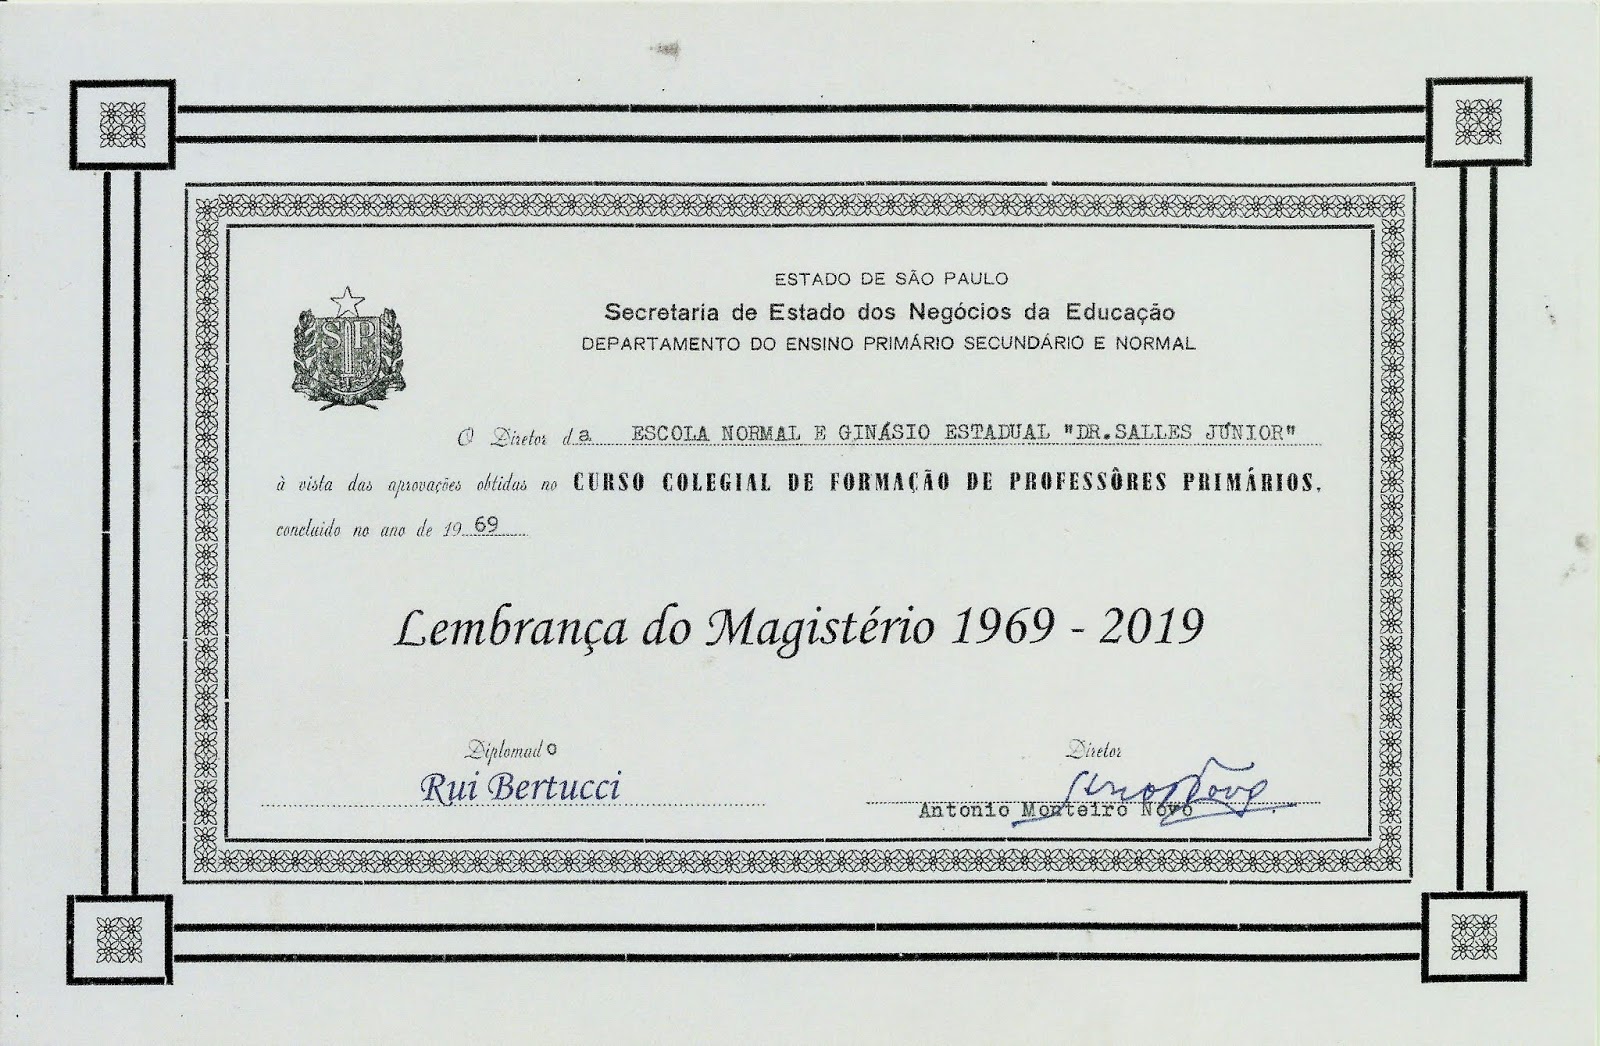 ESTADO DE SÃO PAULO
Secretaria de Estado dos Negócios da Educação
DEPARTAMENTO DO ENSINO PRIMÁRIO SECUNDÁRIO E NORMAL
SP
O Diretor da ESCOLA NORMAL E GINÁSIO ESTADUAL "DR.SALLES JÚNIOR"
à vista das aprovações obtidas no CURSO COLEGIAL DE FORMAÇÃO DE PROFESSÔRES PRIMÁRIOS,
concluido no ano de 1969
Lembrança do Magistério 1969 - 2019
Diplomado
Rui Bertucci
Diretor
Antonio Monteiro Novo